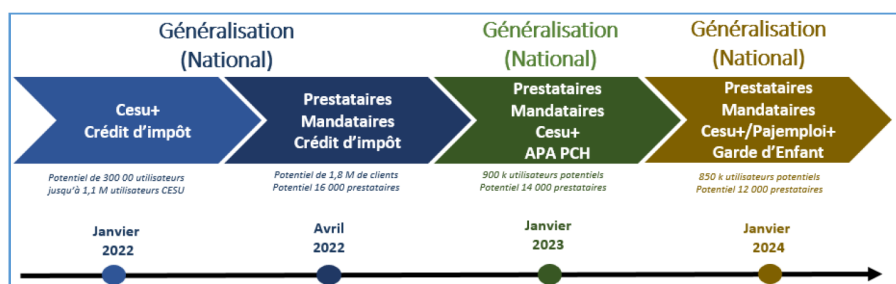 Généralisation
(National)
Généralisation
(National)
Généralisation
(National)
Cesu+
Crédit d’impôt
Prestataires
Mandataires
Crédit d’impôt
Prestataires
Mandataires
Cesu+
APA PCH
Prestataires
Mandataires
Cesu+/Pajemploi+
Garde d’Enfant
Potentiel de 300 00 utilisateurs
jusqu’à 1,1 M utilisateurs CESU
Potentiel de 1,8 M de clients
Potentiel 16 000 prestataires
900 k utilisateurs potentiels
Potentiel 14 000 prestataires
850 k utilisateurs potentiels
Potentiel 12 000 prestataires
Janvier
2022
Avril
2022
Janvier
2023
Janvier
2024